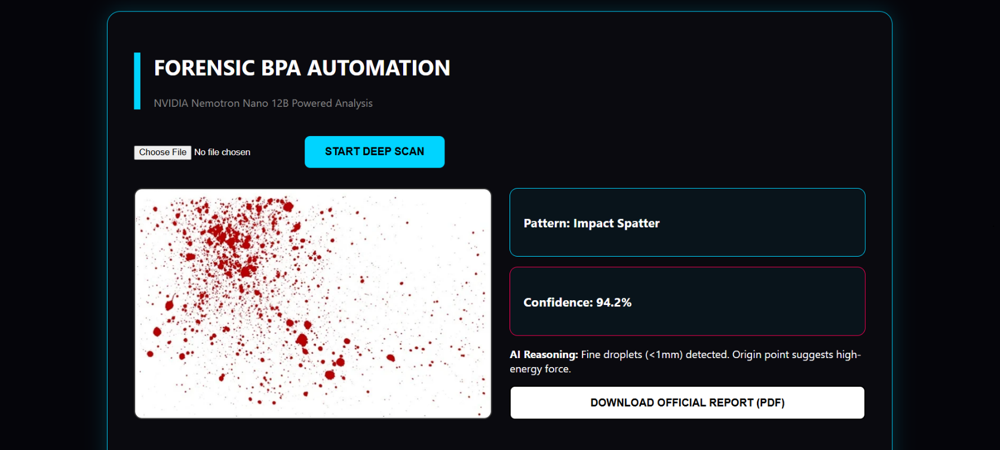 FORENSIC BPA AUTOMATION
NVIDIA Nemotron Nano 12B Powered Analysis
Choose File No file chosen
START DEEP SCAN
Pattern: Impact Spatter
Confidence: 94.2%
AI Reasoning: Fine droplets (<1mm) detected. Origin point suggests high-
energy force.
DOWNLOAD OFFICIAL REPORT (PDF)